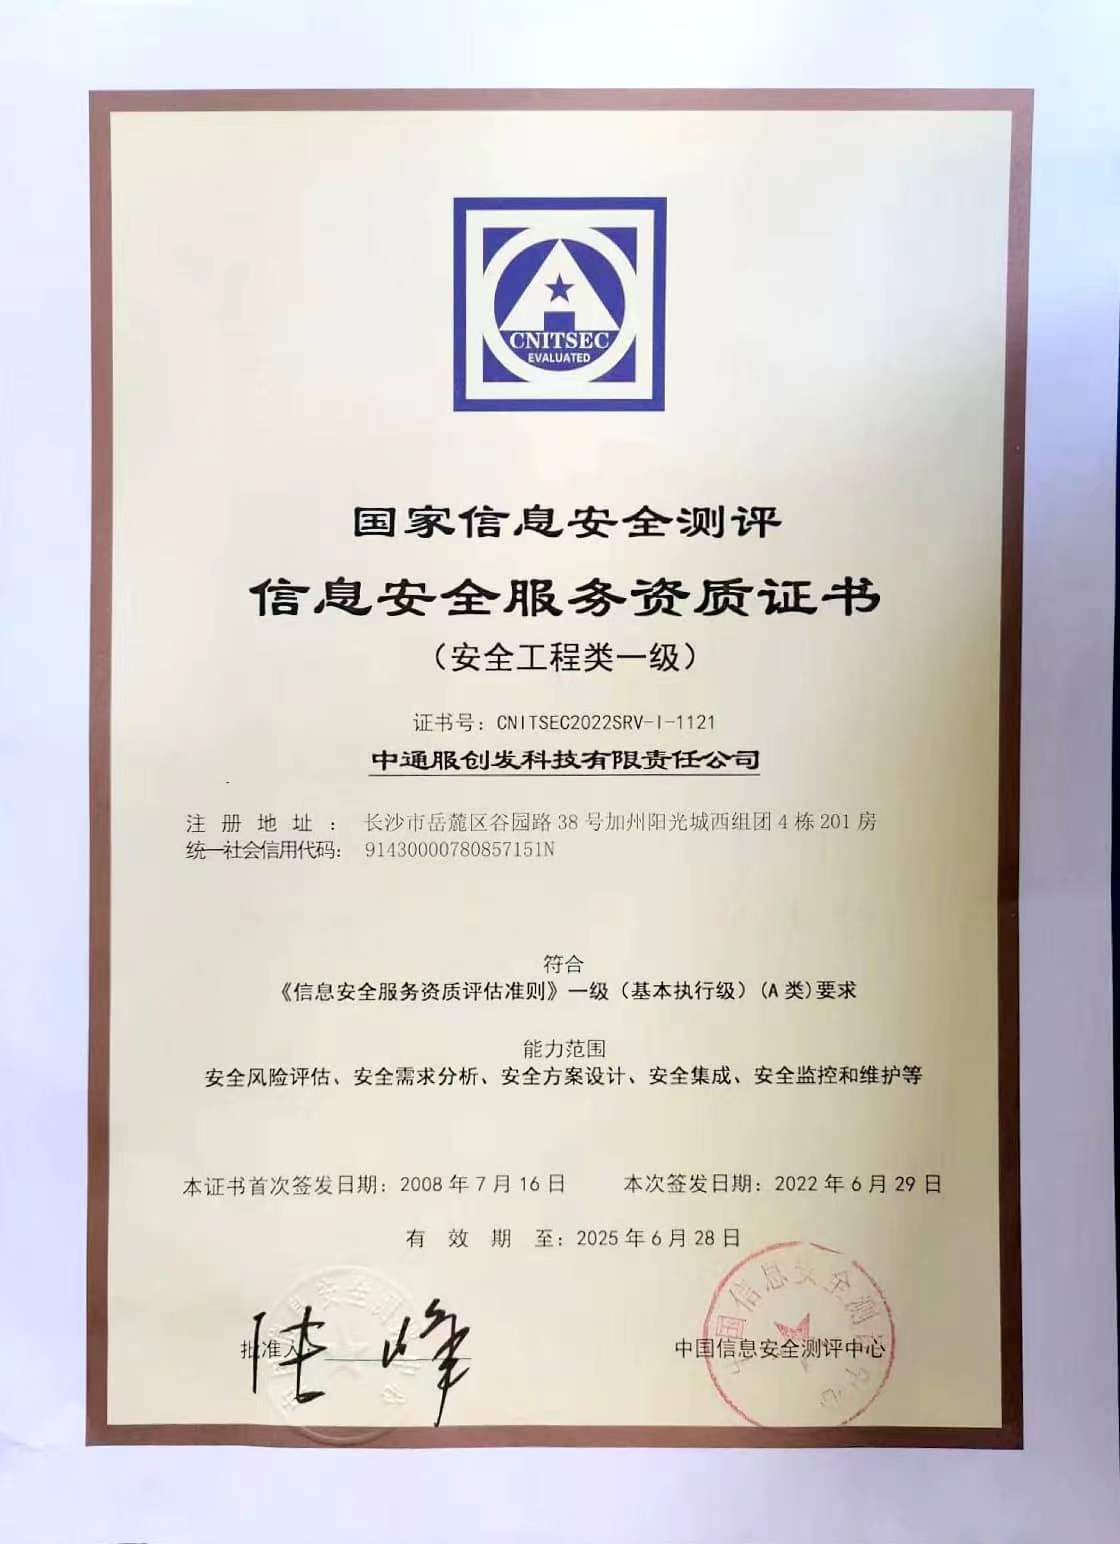 CNITSEC
EVALUATED
国家信息安全测评
信息安全服务资质证书
（安全工程类一级）
证书号：CNITSEC2022SRV-I-1121
中通服创发科技有限责任公司
注册地址：长沙市岳麓区谷园路38号加州阳光城西组团4栋201房
统一社会信用代码：91430000780857151N
符合
《信息安全服务资质评估准则》一级（基本执行级）(A类)要求
能力范围
安全风险评估、安全需求分析、安全方案设计、安全集成、安全监控和维护等
本证书首次签发日期：2008年7月16日 本次签发日期：2022年6月29日
有效期至：2025年6月28日
批准人：
中国信息安全测评中心
中国信息安全测评中心